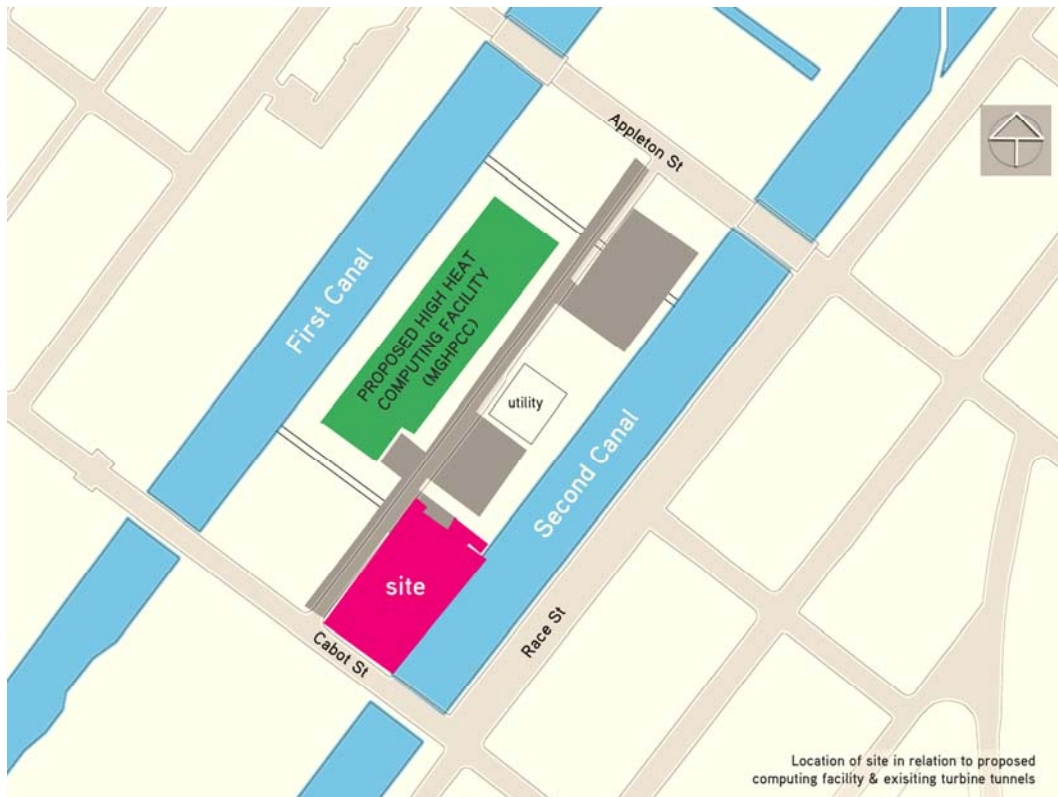 Appleton St
First Canal
PROPOSED HIGH HEAT
COMPUTING FACILITY
(MGHPCC)
utility
Second Canal
site
Race St
Cabot St
Location of site in relation to proposed
computing facility & exisiting turbine tunnels